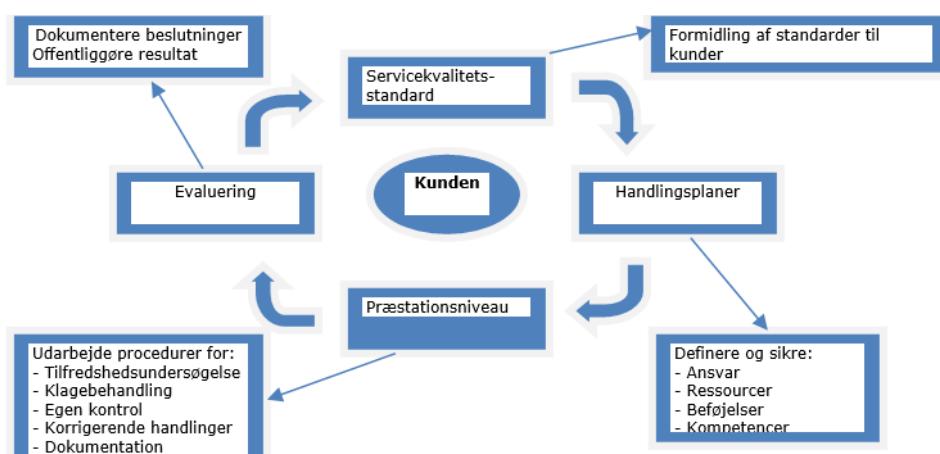 Dokumentere beslutninger
Offentliggøre resultat
Formidling af standarder til
kunder
Servicekvalitets-
standard
Evaluering
Kunden
Handlingsplaner
Præstationsniveau
Udarbejde procedurer for:
- Tilfredshedsundersøgelse
- Klagebehandling
- Egen kontrol
- Korrigerende handlinger
- Dokumentation
Definere og sikre:
- Ansvar
- Ressourcer
- Beføjelser
- Kompetencer